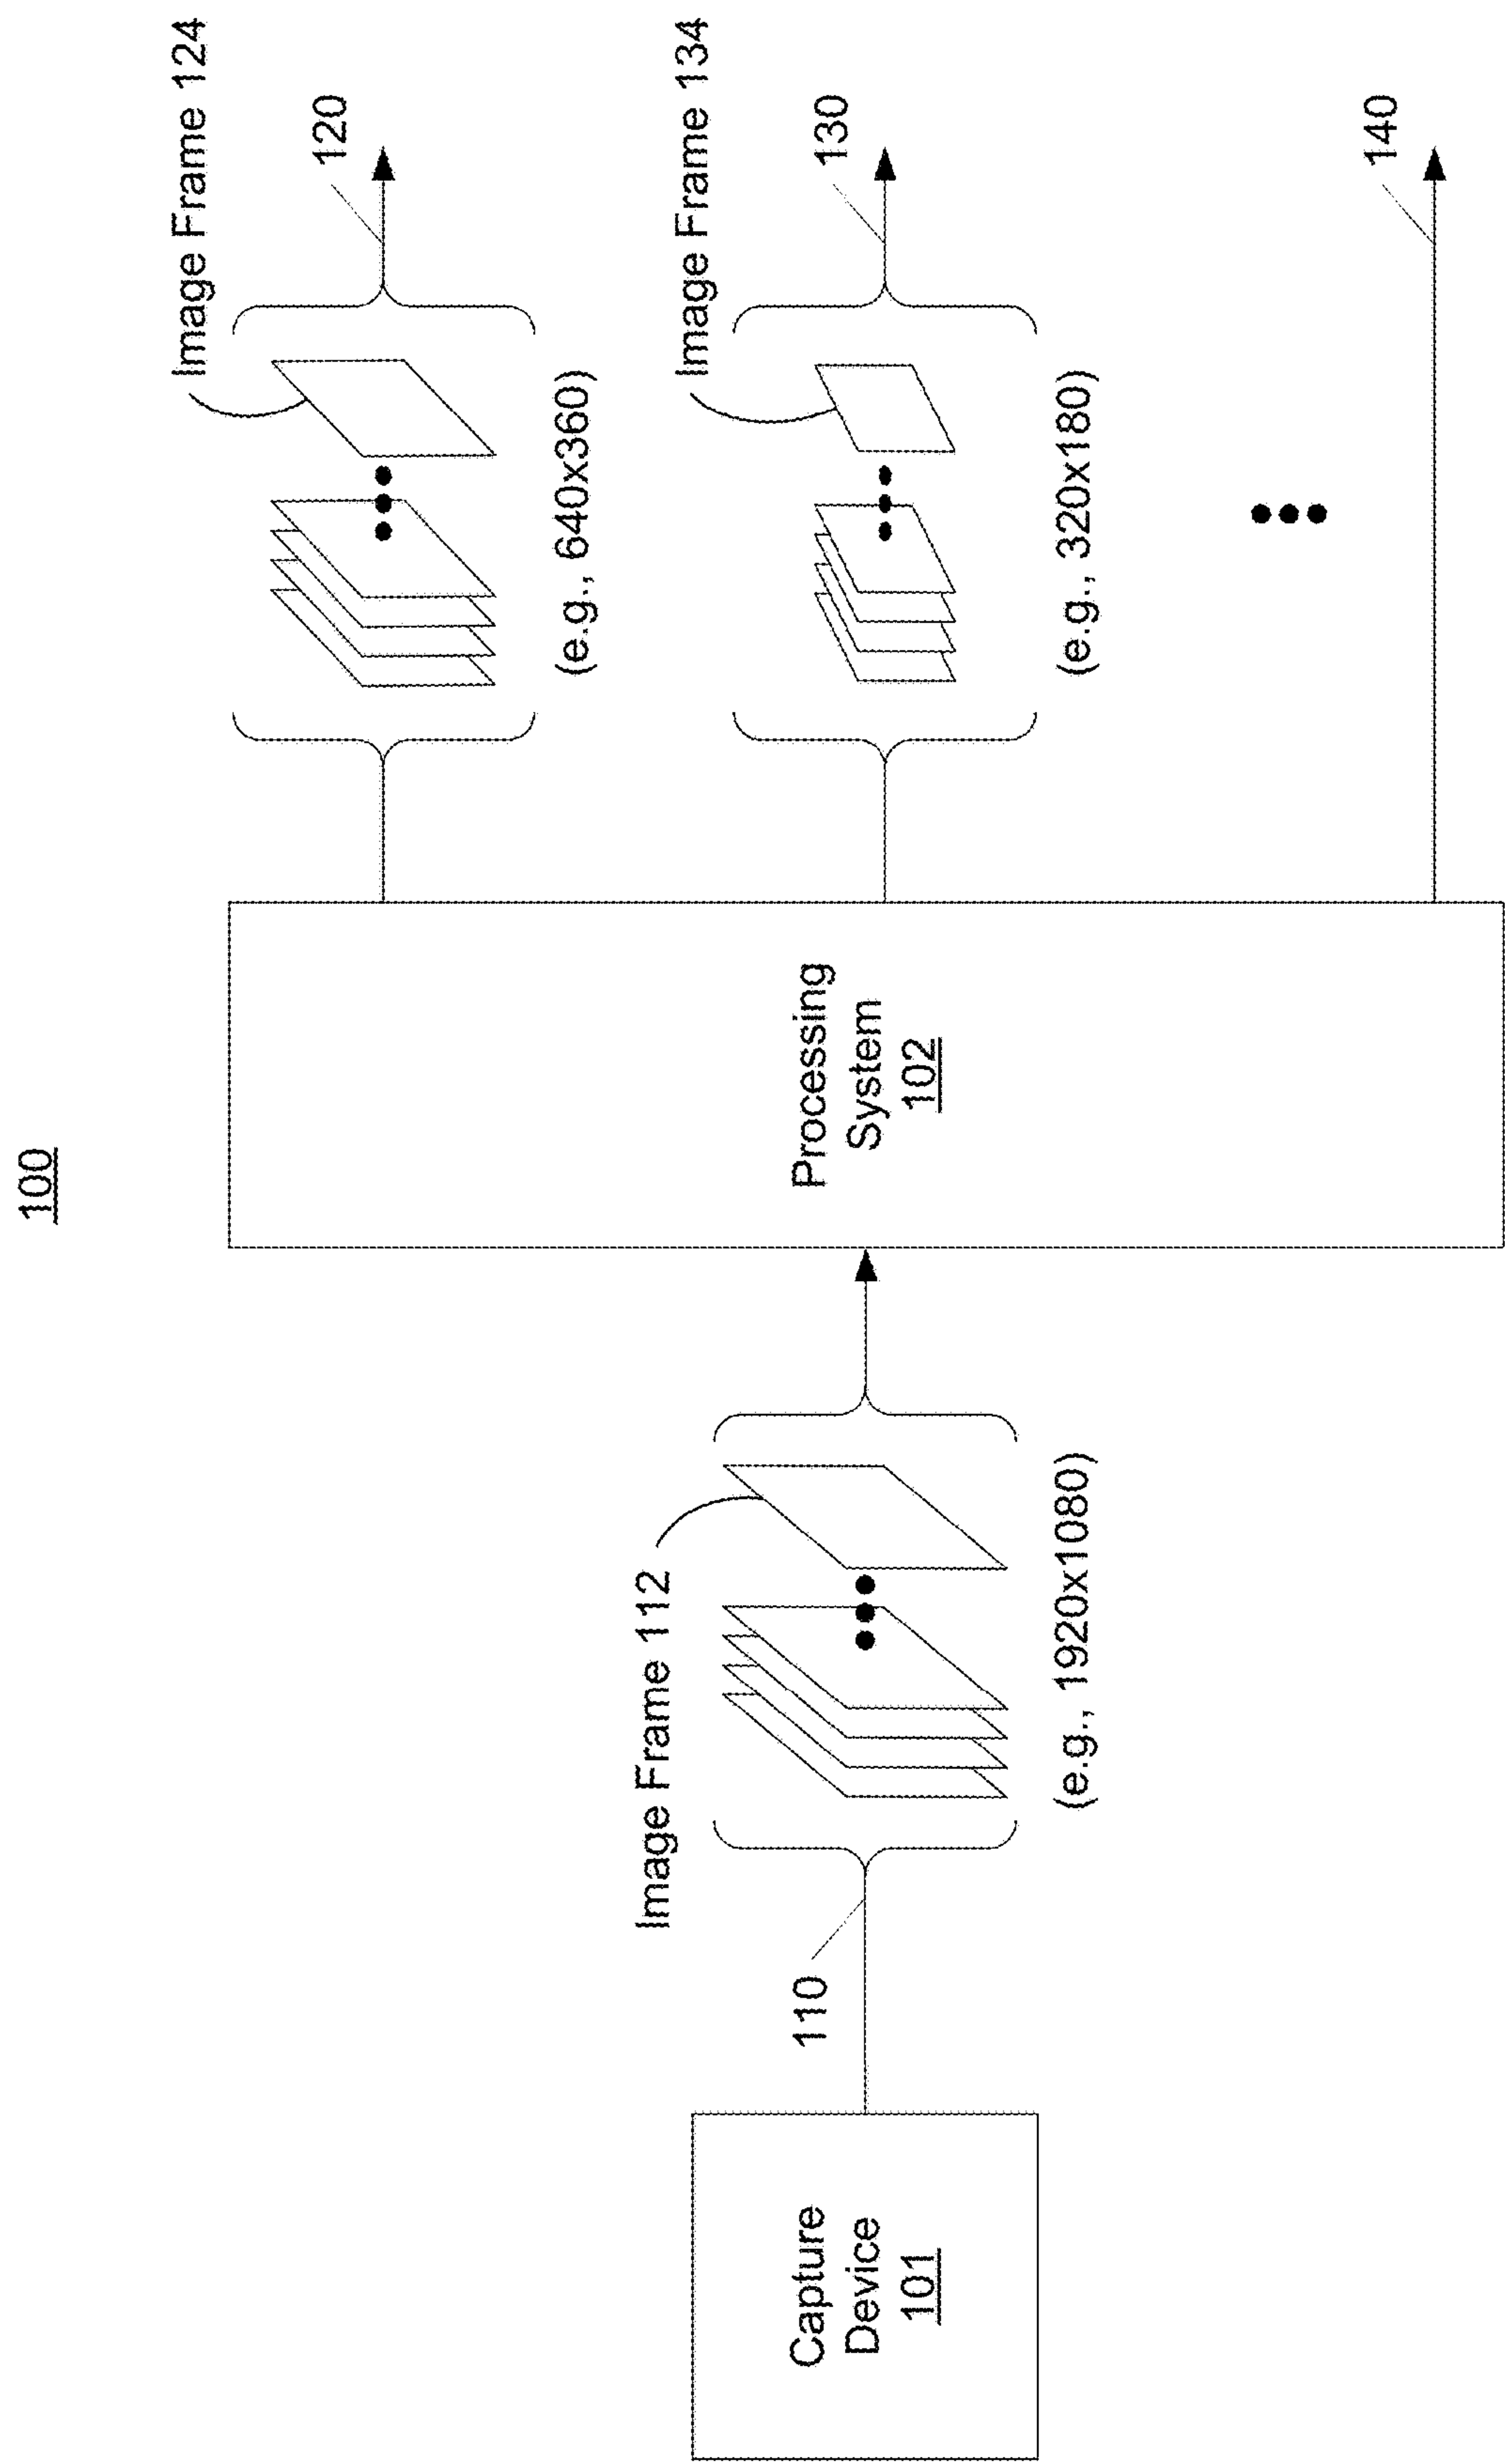 100
Capture
Device
101
110
Image Frame 112
(e.g., 1920x1080)
Processing
System
102
Image Frame 124
120
(e.g., 640x360)
Image Frame 134
130
(e.g., 320x180)
140